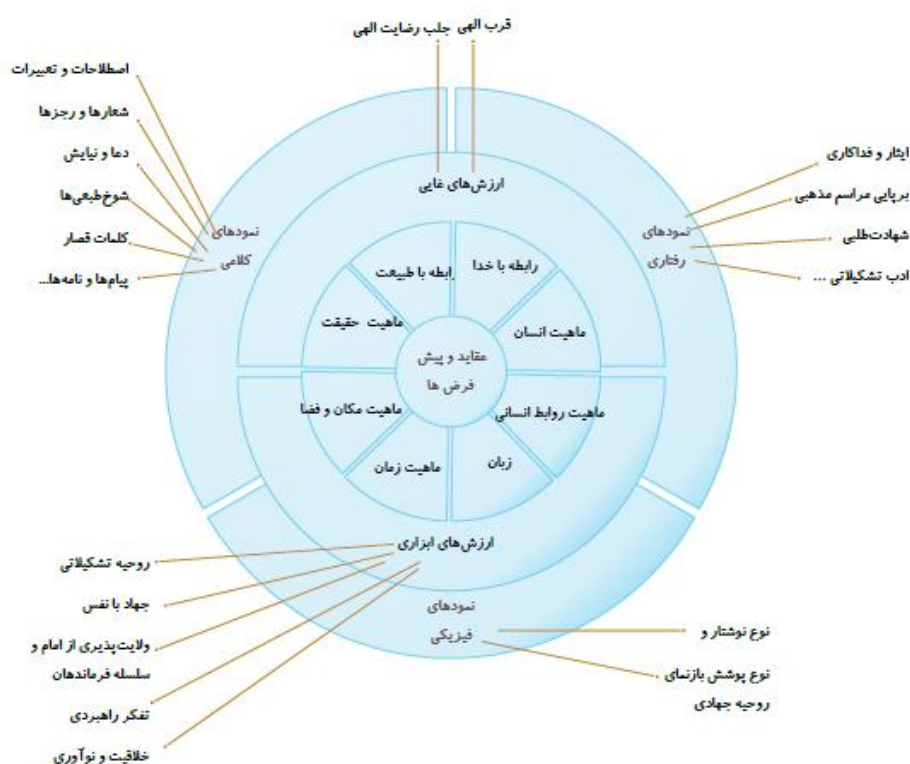 قرب الهی
جلب رضایت الهی
اصطلاحات و تعبیرات
شعارها و رجزها
دما و نیایش
شوخ‌طبعی‌ها
کلمات قصار
پیام‌ها و نامه‌ها...
نمودهای
کلامی
ایثار و فداکاری
برپایی مراسم مذهبی
شهادت‌طلبی
ادب تشکیلاتی ...
نمودهای
رفتاری
ارزش‌های غایی
رابطه با خدا
رابطه با طبیعت
ماهیت انسان
ماهیت حقیقت
عقاید و پیش
فرض ها
ماهیت روابط انسانی
ماهیت مکان و فضا
زبان
ماهیت زمان
ارزش‌های ابزاری
روحیه تشکیلاتی
جهاد با نفس
ولایت‌پذیری از امام و
سلسله فرماندهان
تفکر راهبردی
خلاقیت و نوآوری
نمودهای
فیزیکی
نوع نوشتار و
نوع پوشش بازنمای
روحیه جهادی